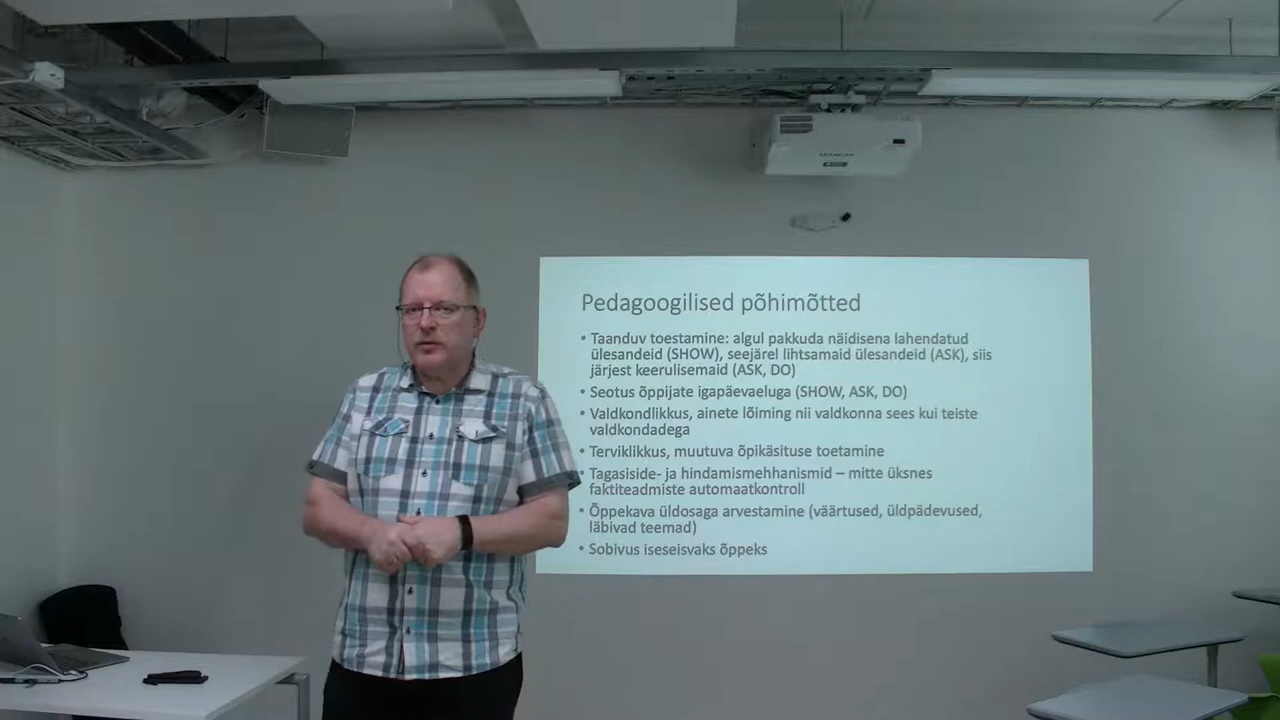 Pedagoogilised põhimõtted
• Taanduv toestamine: algul pakkuda näidisena lahendatud
ülesandeid (SHOW), seejärel lihtsamaid ülesandeid (ASK), siis
järjest keerulisemaid (ASK, DO)
• Seotus õppijate igapäevaeluga (SHOW, ASK, DO)
• Valdkondlikkus, ainete lõiming nii valdkonna sees kui teiste
valdkondadega
• Terviklikkus, muutuva õpikäsituse toetamine
• Tagasiside- ja hindamismehhanismid – mitte üksnes
faktiteadmiste automaatkontroll
• Õppekava üldosaga arvestamine (väärtused, üldpädevused,
läbivad teemad)
• Sobivus iseseisvaks õppeks